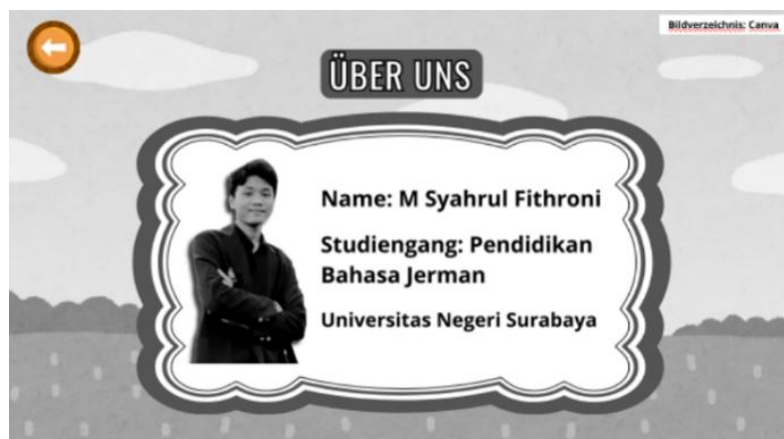 Bildverzeichnis: Canva
ÜBER UNS
Name: M Syahrul Fithroni
Studiengang: Pendidikan
Bahasa Jerman
Universitas Negeri Surabaya